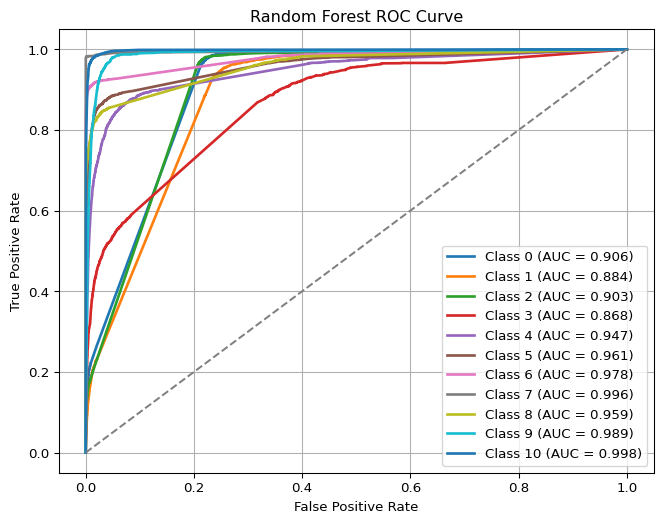 Random Forest ROC Curve
True Positive Rate
1.0
0.8
0.6
0.4
0.2
0.0
Class 0 (AUC = 0.906)
Class 1 (AUC = 0.884)
Class 2 (AUC = 0.903)
Class 3 (AUC = 0.868)
Class 4 (AUC = 0.947)
Class 5 (AUC = 0.961)
Class 6 (AUC = 0.978)
Class 7 (AUC = 0.996)
Class 8 (AUC = 0.959)
Class 9 (AUC = 0.989)
Class 10 (AUC = 0.998)
0.0 0.2 0.4 0.6 0.8 1.0
False Positive Rate